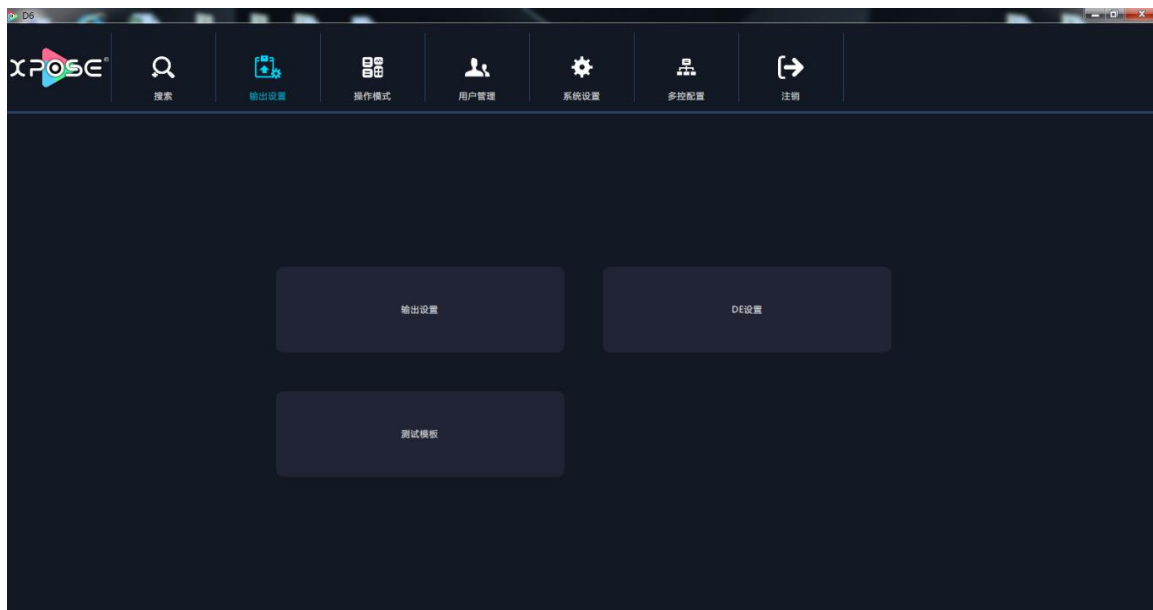 D6
XPOSE
搜索
输出设置
操作模式
用户管理
系统设置
多控配置
注销
输出设置
DE设置
测试模板